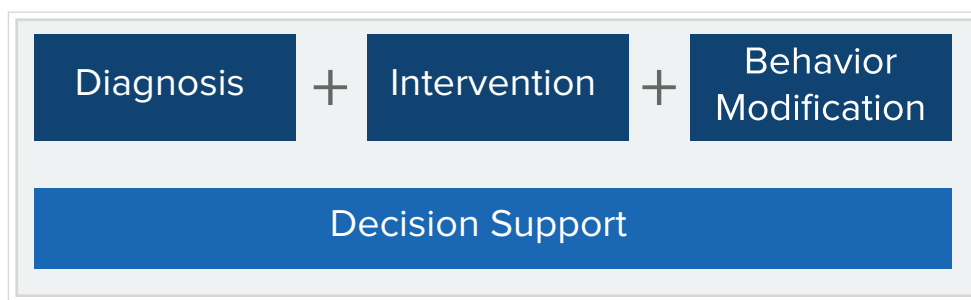 Diagnosis + Intervention + Behavior
Modification
Decision Support